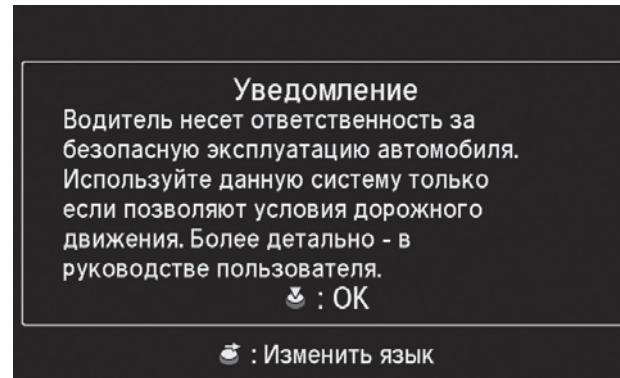 Уведомление
Водитель несет ответственность за
безопасную эксплуатацию автомобиля.
Используйте данную систему только
если позволяют условия дорожного
движения. Более детально - в
руководстве пользователя.
: OK
: Изменить язык